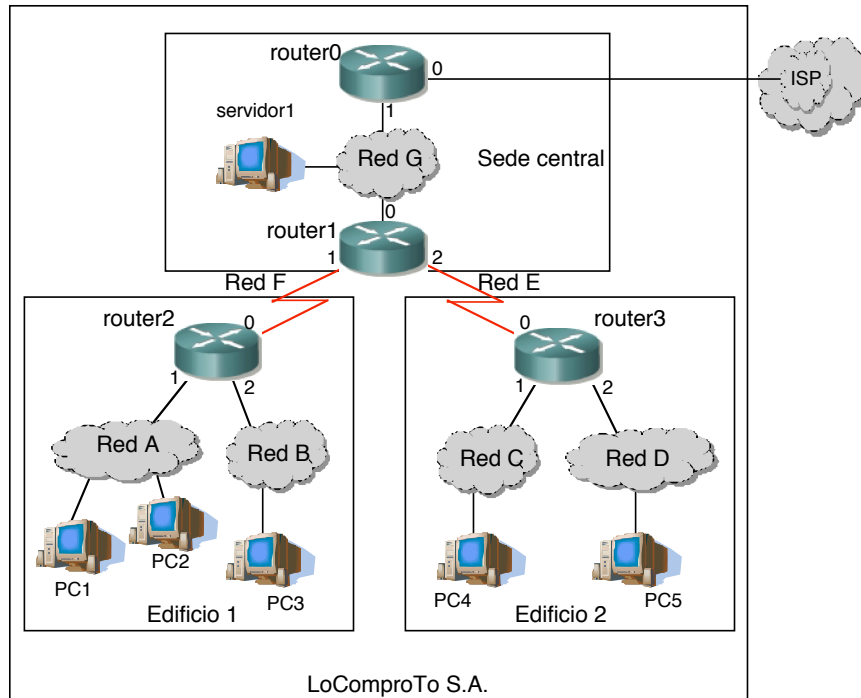 router0
0
ISP
1
servidor1
Red G
Sede central
0
router1
1
2
Red F
Red E
router2
0
0
router3
1
2
1
2
Red A
Red B
Red C
Red D
PC1
PC2
PC3
PC4
PC5
Edificio 1
Edificio 2
LoComproTo S.A.